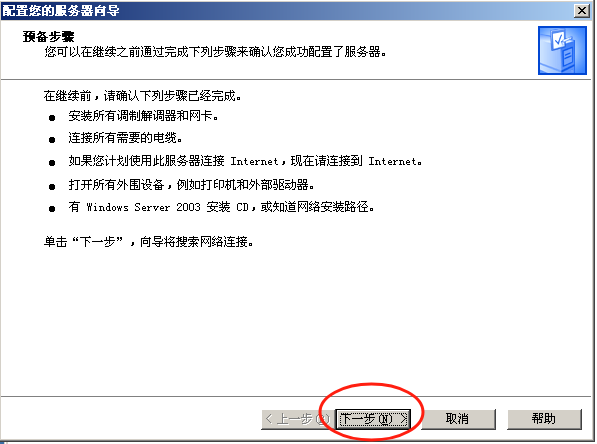 配置您的服务器向导
预备步骤
您可以在继续之前通过完成下列步骤来确认您成功配置了服务器。
在继续前，请确认下列步骤已经完成。
● 安装所有调制解调器和网卡。
● 连接所有需要的电缆。
● 如果您计划使用此服务器连接 Internet，现在请连接到 Internet。
● 打开所有外围设备，例如打印机和外部驱动器。
● 有 Windows Server 2003 安装 CD，或知道网络安装路径。
单击“下一步”，向导将搜索网络连接。
< 上一步(B) 下一步(N) > 取消 帮助